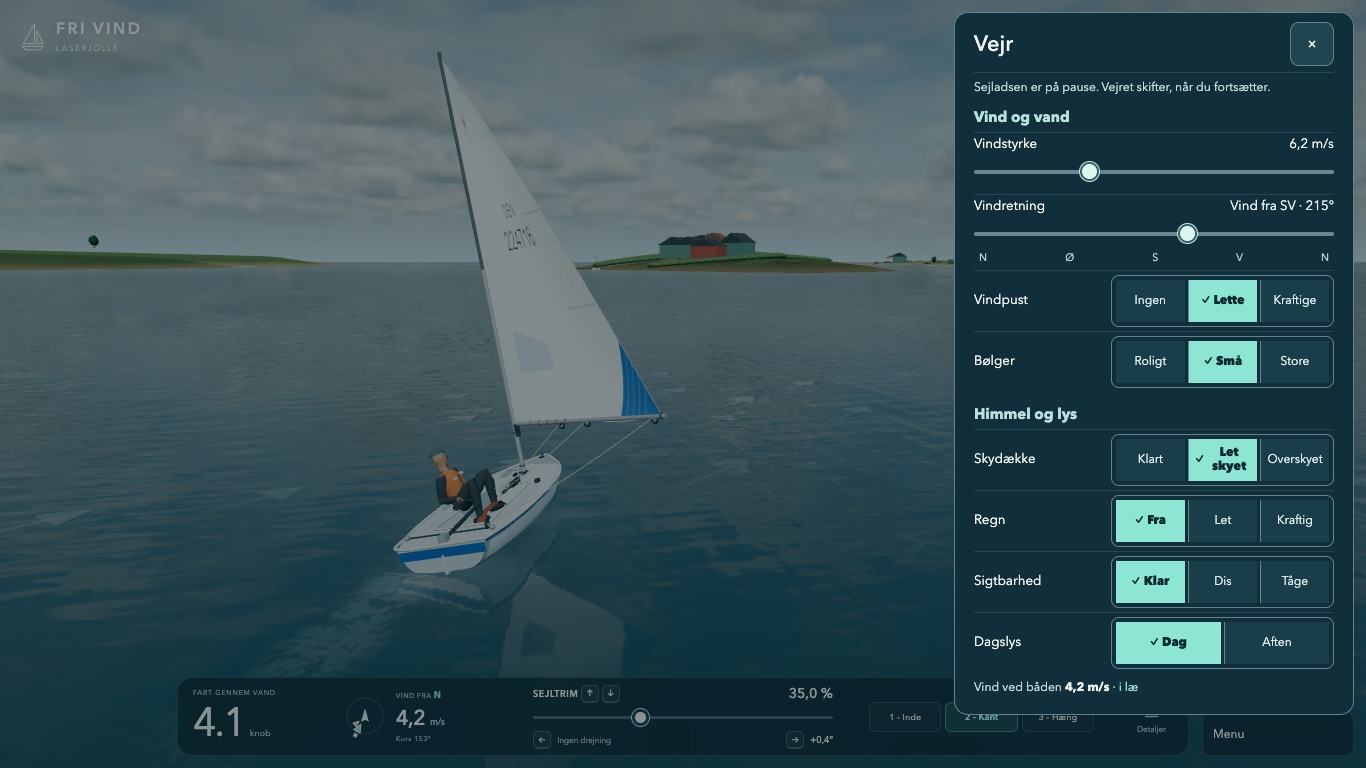 FRI VIND
LASERJOLLE
DEN
224716
Vejr
×
Sejladsen er på pause. Vejret skifter, når du fortsætter.
Vind og vand
Vindstyrke 6,2 m/s
Vindretning Vind fra SV · 215°
N Ø S V N
Vindpust Ingen ✓ Lette Kraftige
Bølger Roligt ✓ Små Store
Himmel og lys
Skydække Klart ✓ Let skyet Overskyet
Regn ✓ Fra Let Kraftig
Sigtbarhed ✓ Klar Dis Tåge
Dagslys ✓ Dag Aften
Vind ved båden 4,2 m/s · i læ
FART GENNEM VAND
4.1 knob
VIND FRA N
4,2 m/s
Kurs 153°
SEJLTRIM ↑ ↓ 35,0 %
← Ingen drejning → +0,4°
1 – Inde 2 – Kant 3 – Hæng
Detaljer
Menu